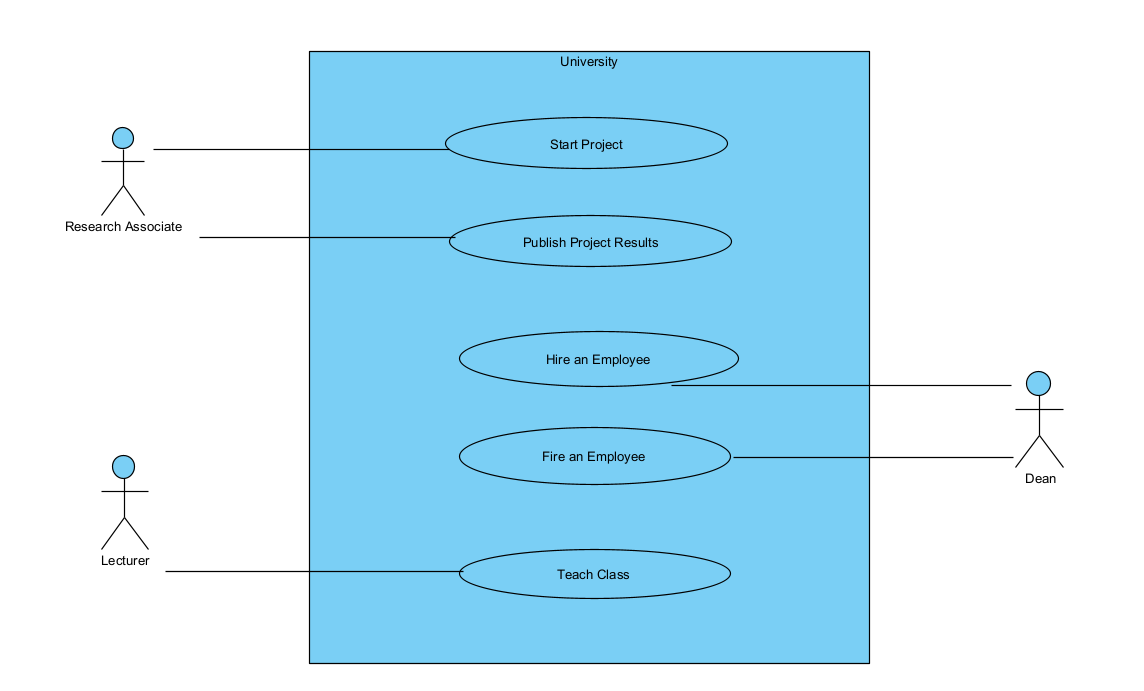 University
Start Project
Research Associate
Publish Project Results
Hire an Employee
Fire an Employee
Dean
Lecturer
Teach Class